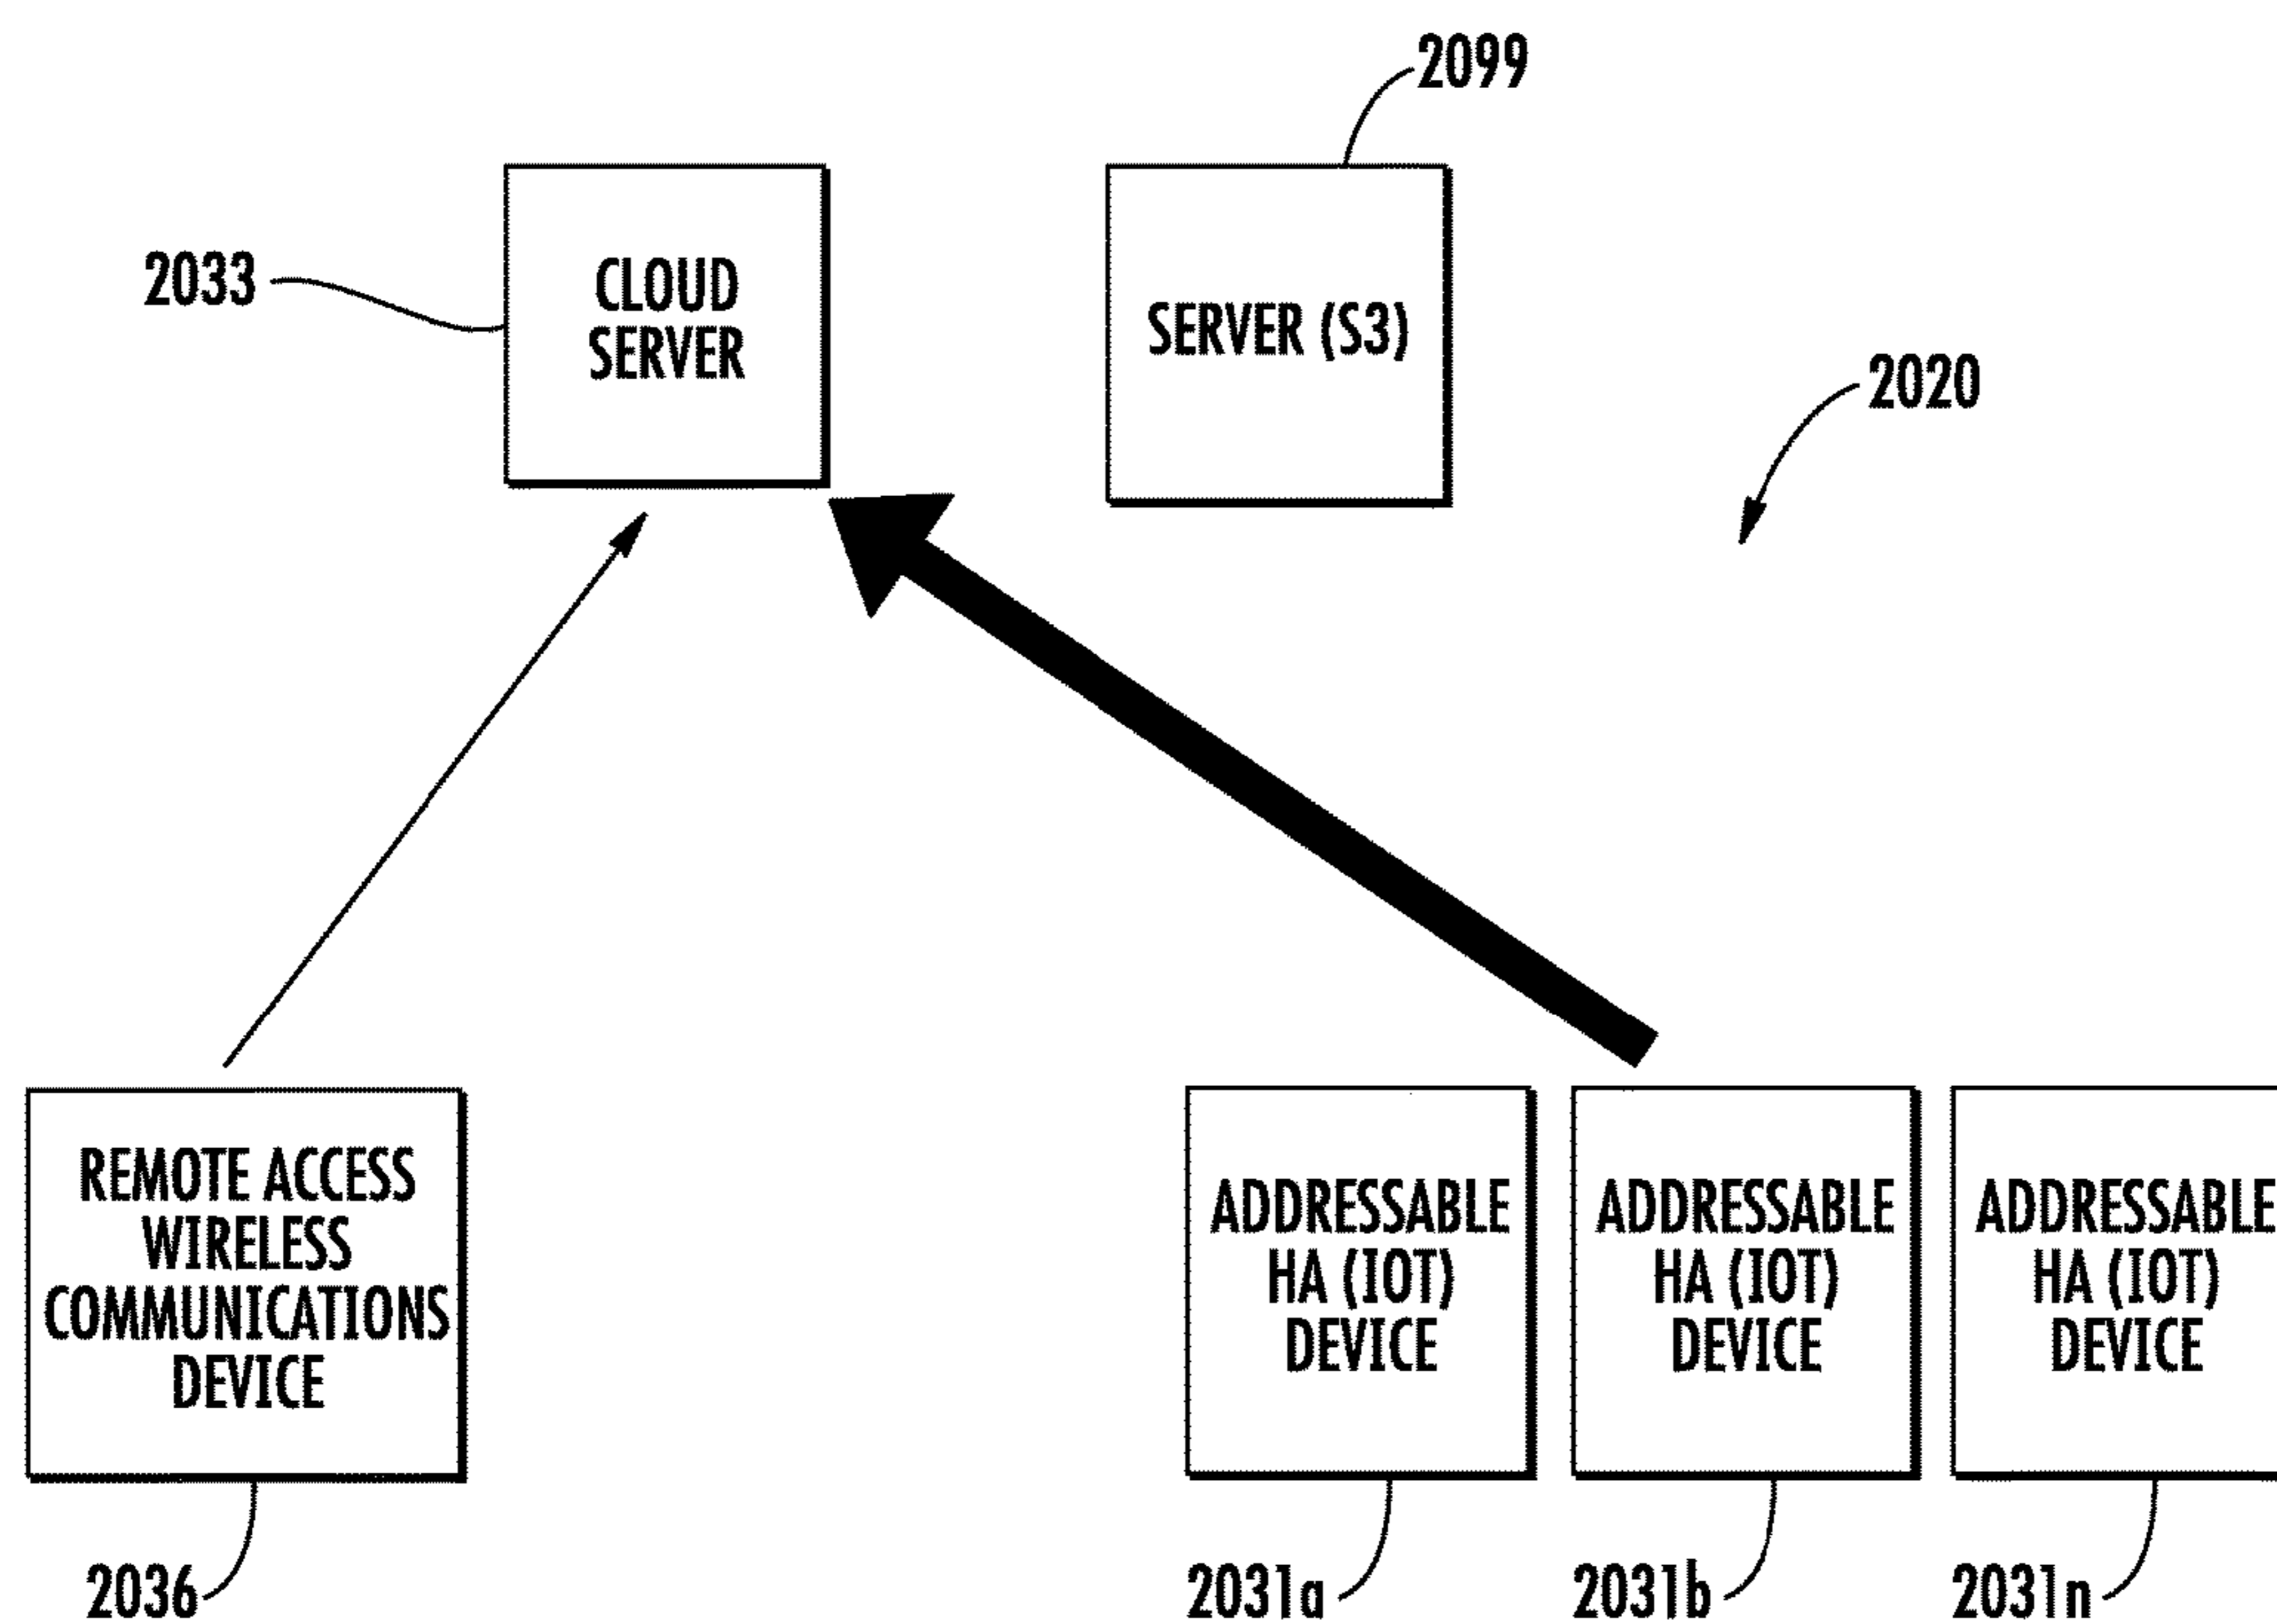 2099
2033
CLOUD
SERVER
SERVER (S3)
2020
REMOTE ACCESS
WIRELESS
COMMUNICATIONS
DEVICE
ADDRESSABLE
HA (IOT)
DEVICE
ADDRESSABLE
HA (IOT)
DEVICE
ADDRESSABLE
HA (IOT)
DEVICE
2036
2031a
2031b
2031n